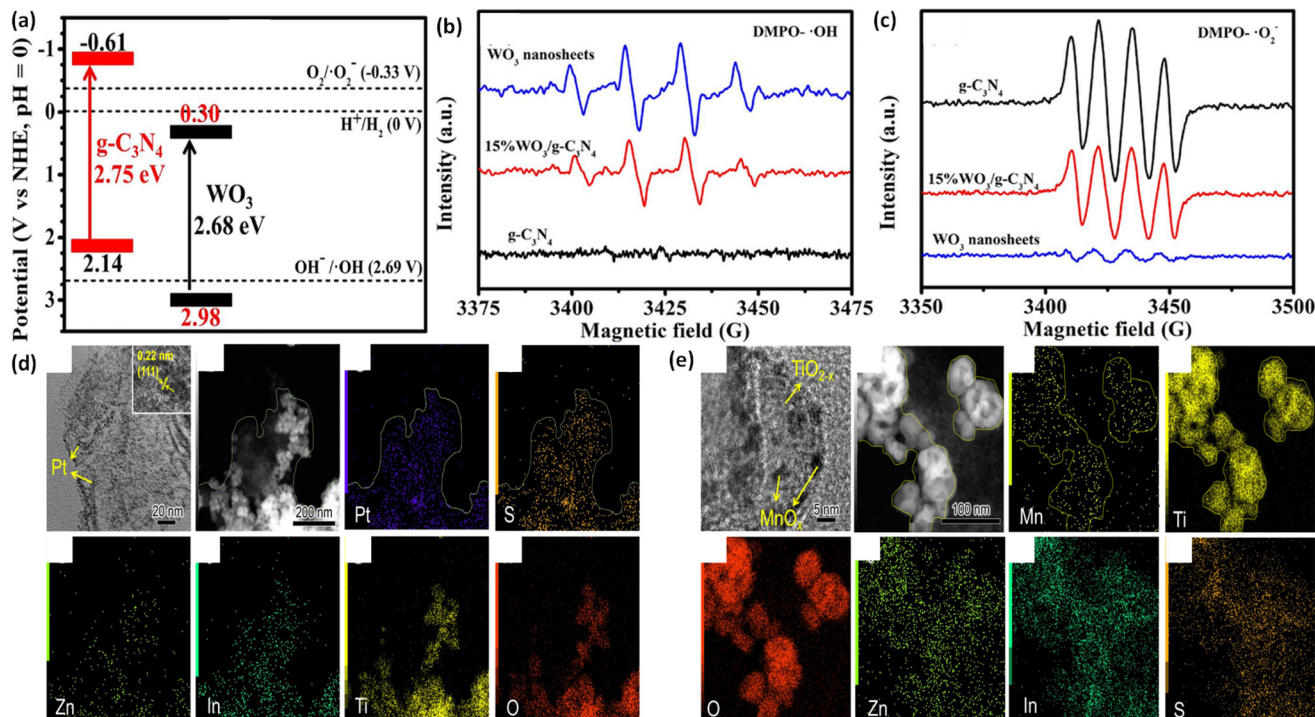 (a)
Potential (V vs NHE, pH = 0)
-1
0
1
2
3
-0.61
O₂/·O₂⁻ (-0.33 V)
0.30
H⁺/H₂ (0 V)
g-C₃N₄
2.75 eV
WO₃
2.68 eV
2.14
OH⁻/·OH (2.69 V)
2.98
(b)
DMPO- ·OH
WO₃ nanosheets
15%WO₃/g-C₃N₄
g-C₃N₄
Intensity (a.u.)
3375 3400 3425 3450 3475
Magnetic field (G)
(c)
DMPO- ·O₂⁻
g-C₃N₄
15%WO₃/g-C₃N₄
WO₃ nanosheets
Intensity (a.u.)
3350 3400 3450 3500
Magnetic field (G)
(d)
0.22 nm
(111)
Pt
20 nm
200 nm
Pt
S
Zn
In
Ti
O
(e)
TiO₂₋ₓ
MnOₓ
5 nm
100 nm
Mn
Ti
O
Zn
In
S